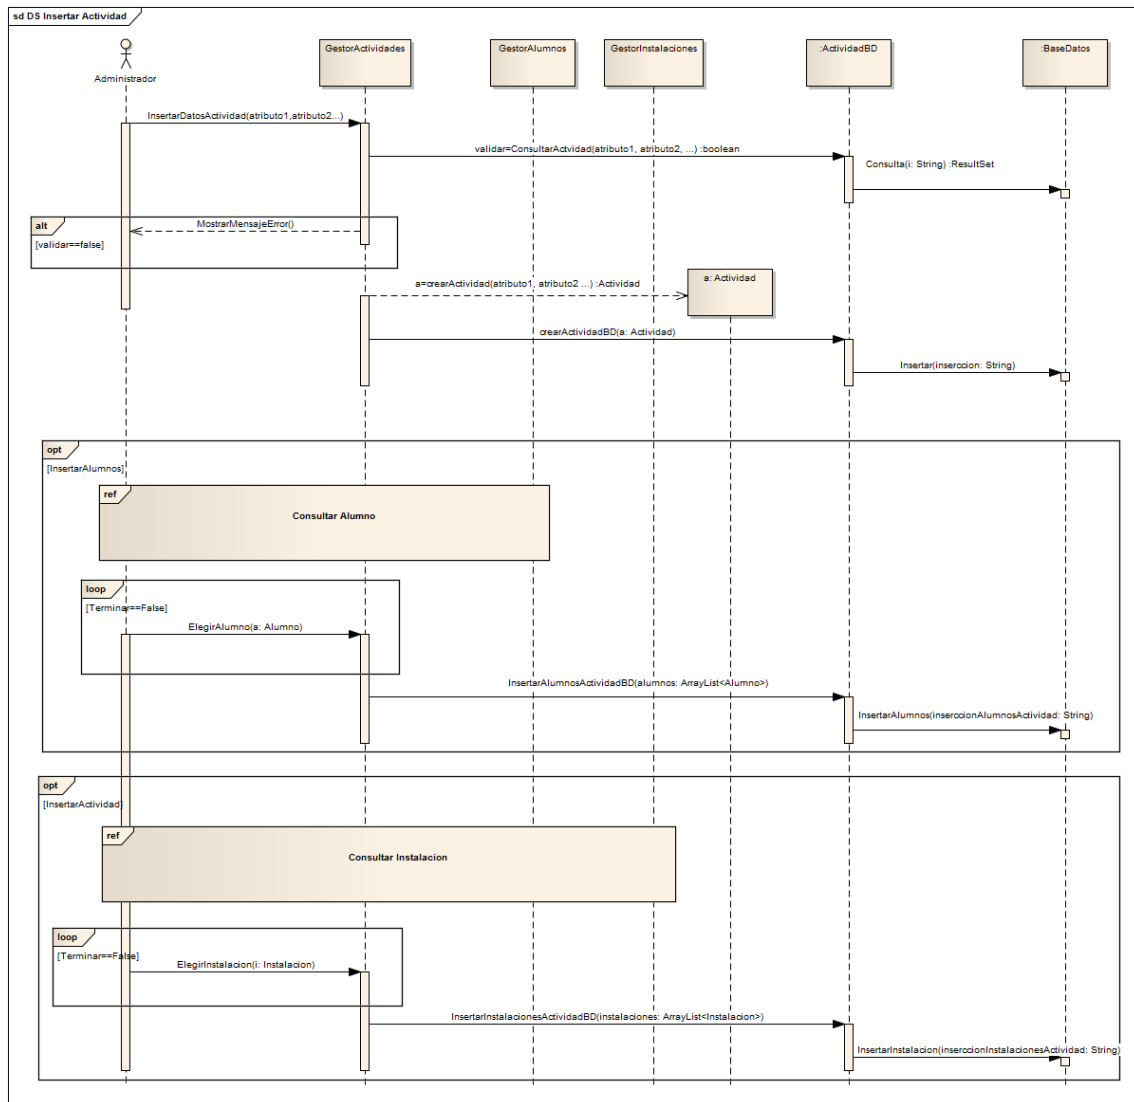 sd DS Insertar Actividad
Administrador
GestorActividades
GestorAlumnos
GestorInstalaciones
:ActividadBD
:BaseDatos
InsertarDatosActividad(atributo1,atributo2...)
validar=ConsultarActvidad(atributo1, atributo2, ...) :boolean
Consulta(i: String) :ResultSet
alt
[validar==false]
MostrarMensajeError()
a=crearActividad(atributo1, atributo2 ...) :Actividad
a: Actividad
crearActividadBD(a: Actividad)
Insertar(inserccion: String)
opt
[InsertarAlumnos]
ref
Consultar Alumno
loop
[Terminar==False]
ElegirAlumno(a: Alumno)
InsertarAlumnosActividadBD(alumnos: ArrayList<Alumno>)
InsertarAlumnos(inserccionAlumnosActividad: String)
opt
[InsertarActividad]
ref
Consultar Instalacion
loop
[Terminar==False]
ElegirInstalacion(i: Instalacion)
InsertarInstalacionesActividadBD(instalaciones: ArrayList<Instalacion>)
InsertarInstalacion(inserccionInstalacionesActividad: String)